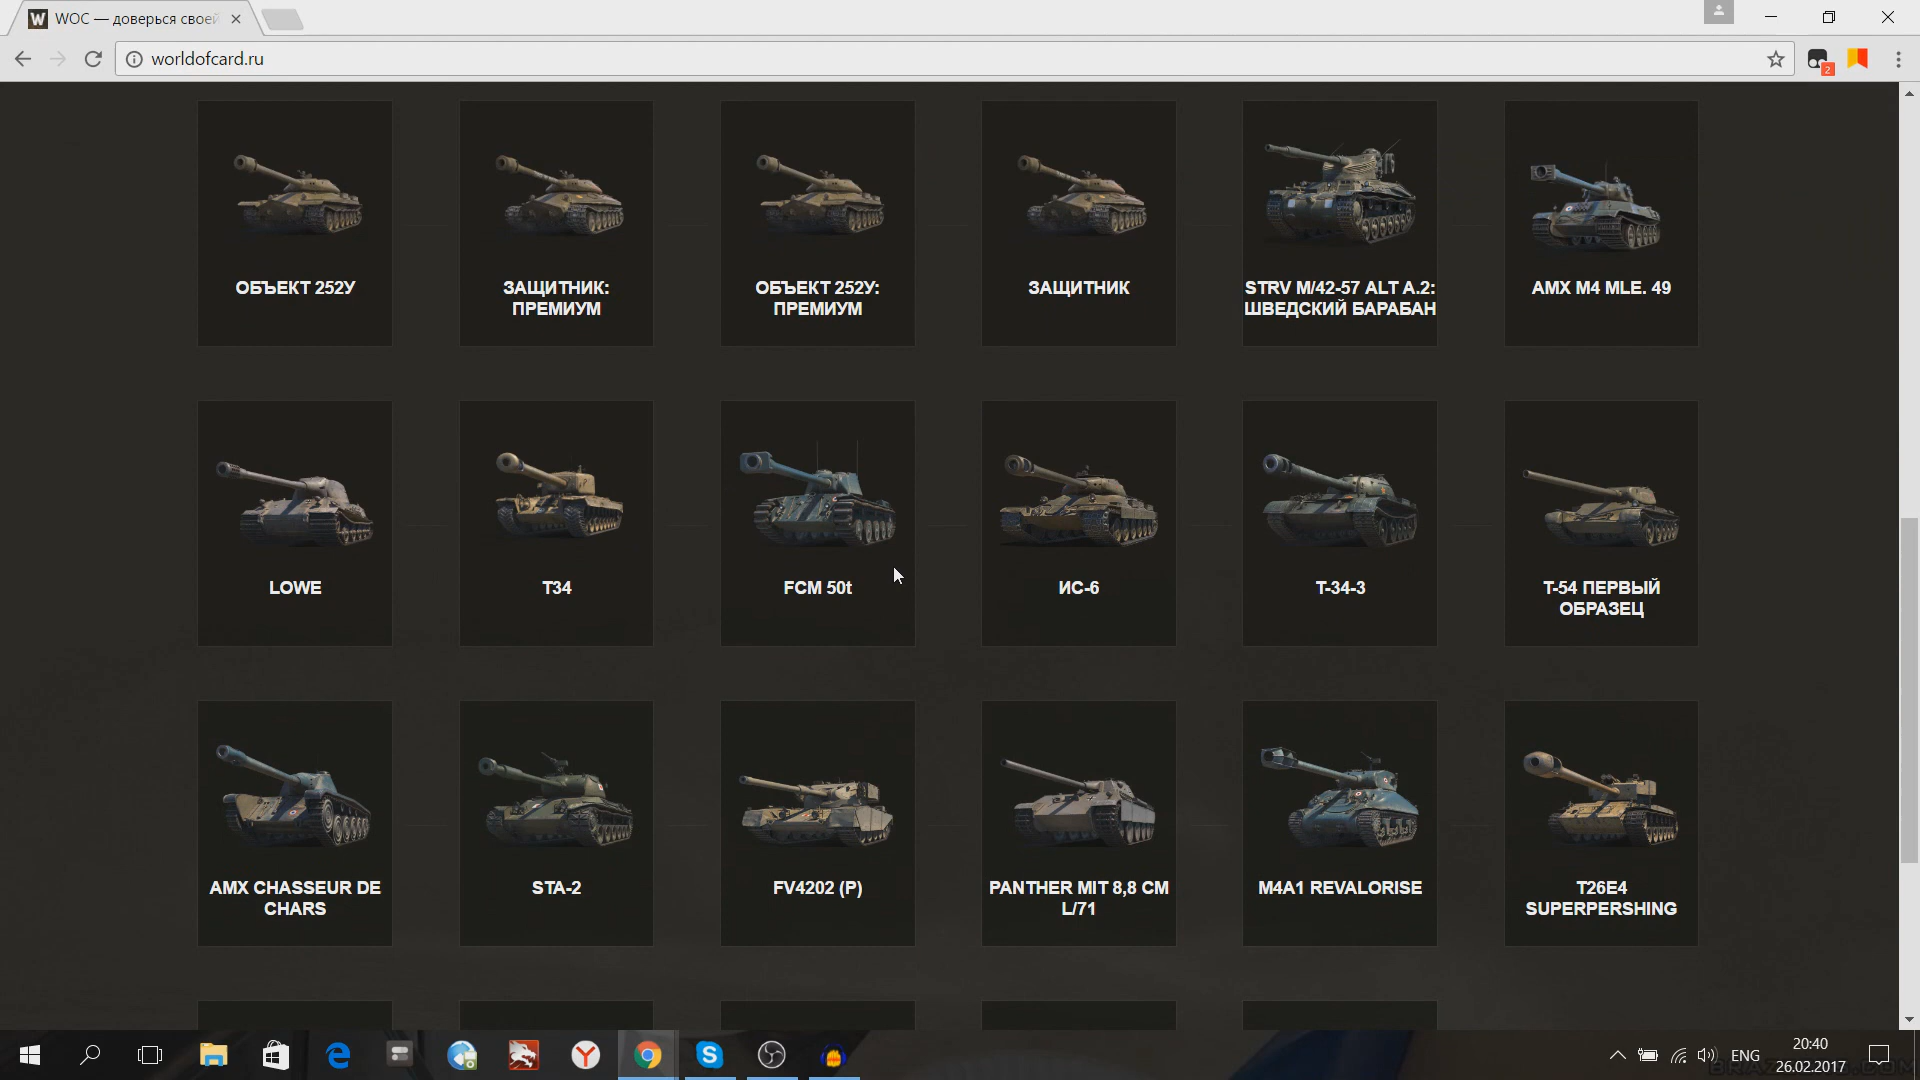 WOC — доверься своей
worldofcard.ru
2
ОБЪЕКТ 252У
ЗАЩИТНИК:
ПРЕМИУМ
ОБЪЕКТ 252У:
ПРЕМИУМ
ЗАЩИТНИК
STRV M/42-57 ALT A.2:
ШВЕДСКИЙ БАРАБАН
AMX M4 MLE. 49
LOWE
T34
FCM 50t
ИС-6
T-34-3
Т-54 ПЕРВЫЙ
ОБРАЗЕЦ
AMX CHASSEUR DE
CHARS
STA-2
FV4202 (P)
PANTHER MIT 8,8 CM
L/71
M4A1 REVALORISE
T26E4
SUPERPERSHING
ENG
20:40
26.02.2017